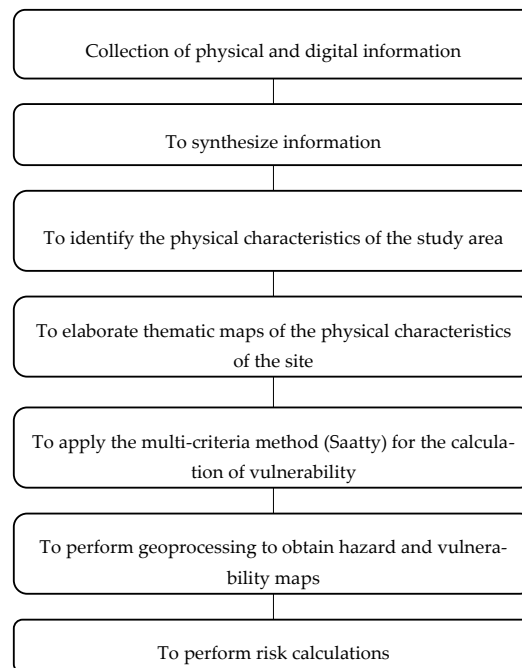 Collection of physical and digital information
To synthesize information
To identify the physical characteristics of the study area
To elaborate thematic maps of the physical characteristics
of the site
To apply the multi-criteria method (Saatty) for the calcula-
tion of vulnerability
To perform geoprocessing to obtain hazard and vulnera-
bility maps
To perform risk calculations